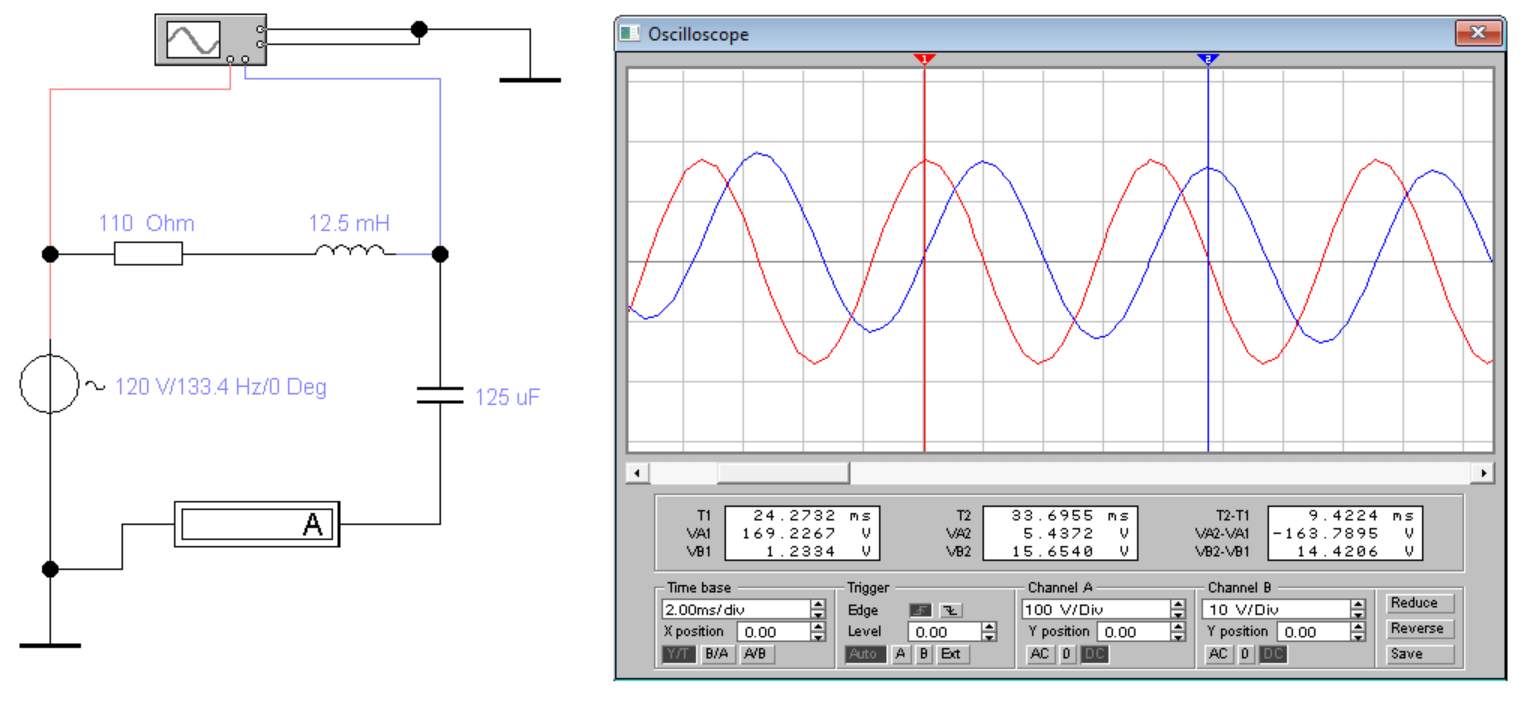 Oscilloscope
1 2
110 Ohm 12.5 mH
120 V/133.4 Hz/0 Deg
125 uF
A
T1 24.2732 ms T2 33.6955 ms T2-T1 9.4224 ms
VA1 169.2267 V VA2 5.4372 V VA2-VA1 -163.7895 V
VB1 1.2334 V VB2 15.6540 V VB2-VB1 14.4206 V
Time base Trigger Channel A Channel B
2.00ms/div Edge 100 V/Div 10 V/Div Reduce
X position 0.00 Level 0.00 Y position 0.00 Y position 0.00 Reverse
Y/T B/A A/B Auto A B Ext AC 0 DC AC 0 DC Save